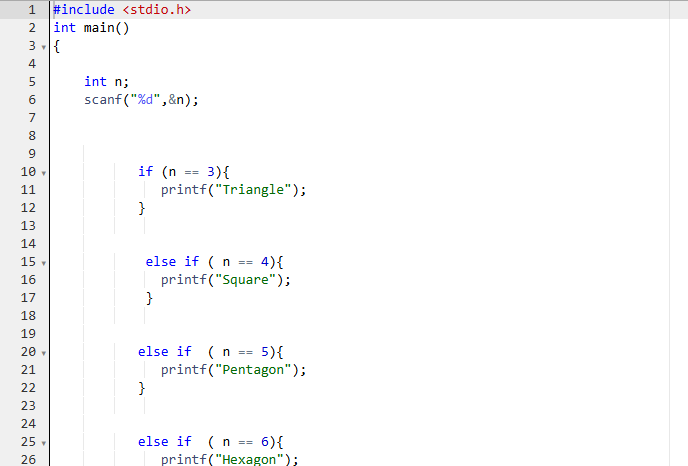 1 #include <stdio.h>
2 int main()
3 {
4
5 int n;
6 scanf("%d",&n);
7
8
9
10 if (n == 3){
11 printf("Triangle");
12 }
13
14
15 else if ( n == 4){
16 printf("Square");
17 }
18
19
20 else if  ( n == 5){
21 printf("Pentagon");
22 }
23
24
25 else if  ( n == 6){
26 printf("Hexagon");